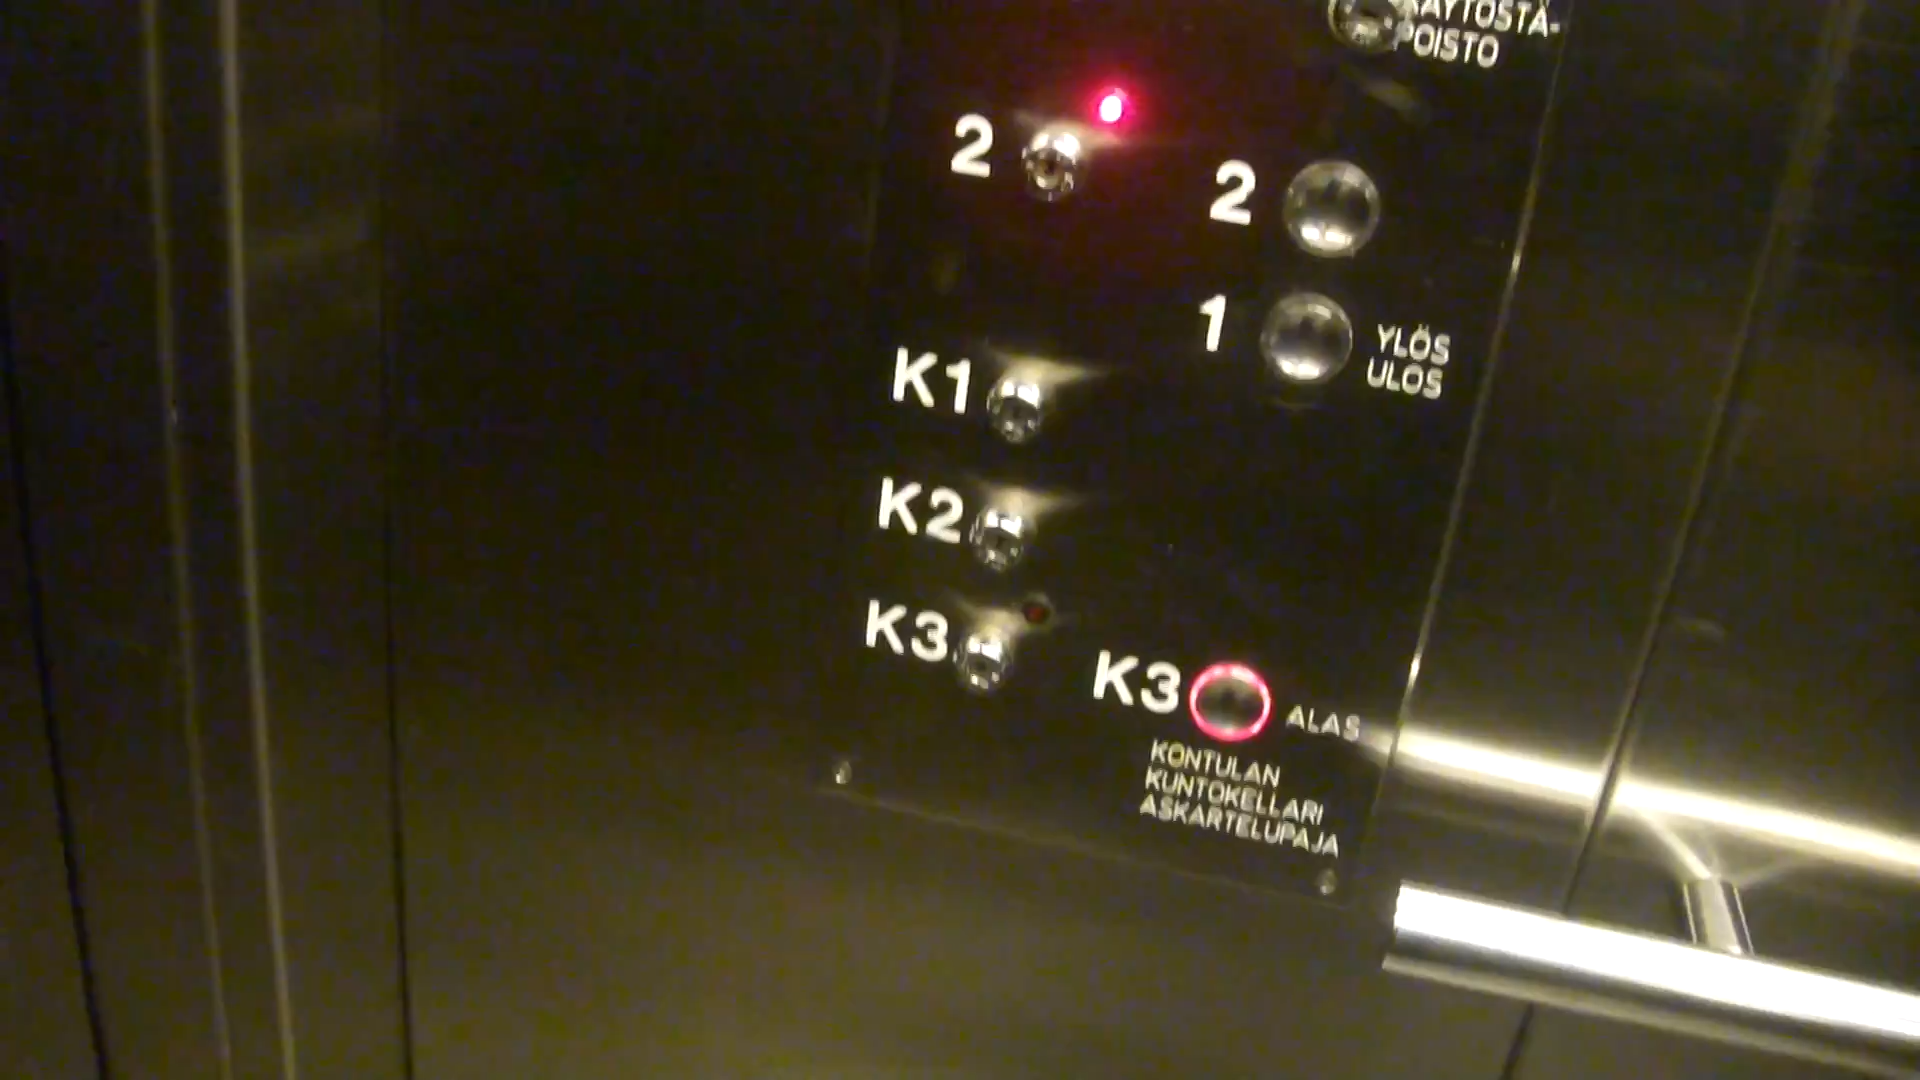 POISTO
2
2
1
YLÖS
ULOS
K1
K2
K3
K3
ALAS
KONTULAN
KUNTOKELLARI
ASKARTELUPAJA